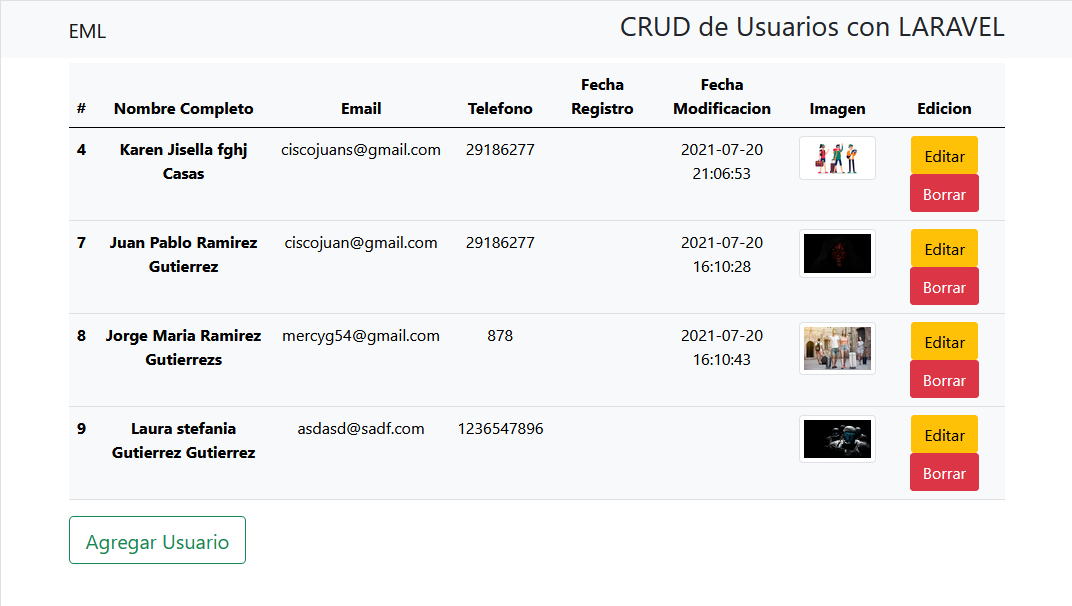 EML
CRUD de Usuarios con LARAVEL
# Nombre Completo Email Telefono Fecha Registro Fecha Modificacion Imagen Edicion
4 Karen Jisella fghj Casas ciscojuans@gmail.com 29186277 2021-07-20 21:06:53 Editar
Borrar
7 Juan Pablo Ramirez Gutierrez ciscojuan@gmail.com 29186277 2021-07-20 16:10:28 Editar
Borrar
8 Jorge Maria Ramirez Gutierrezs mercyg54@gmail.com 878 2021-07-20 16:10:43 Editar
Borrar
9 Laura stefania Gutierrez Gutierrez asdasd@sadf.com 1236547896 Editar
Borrar
Agregar Usuario